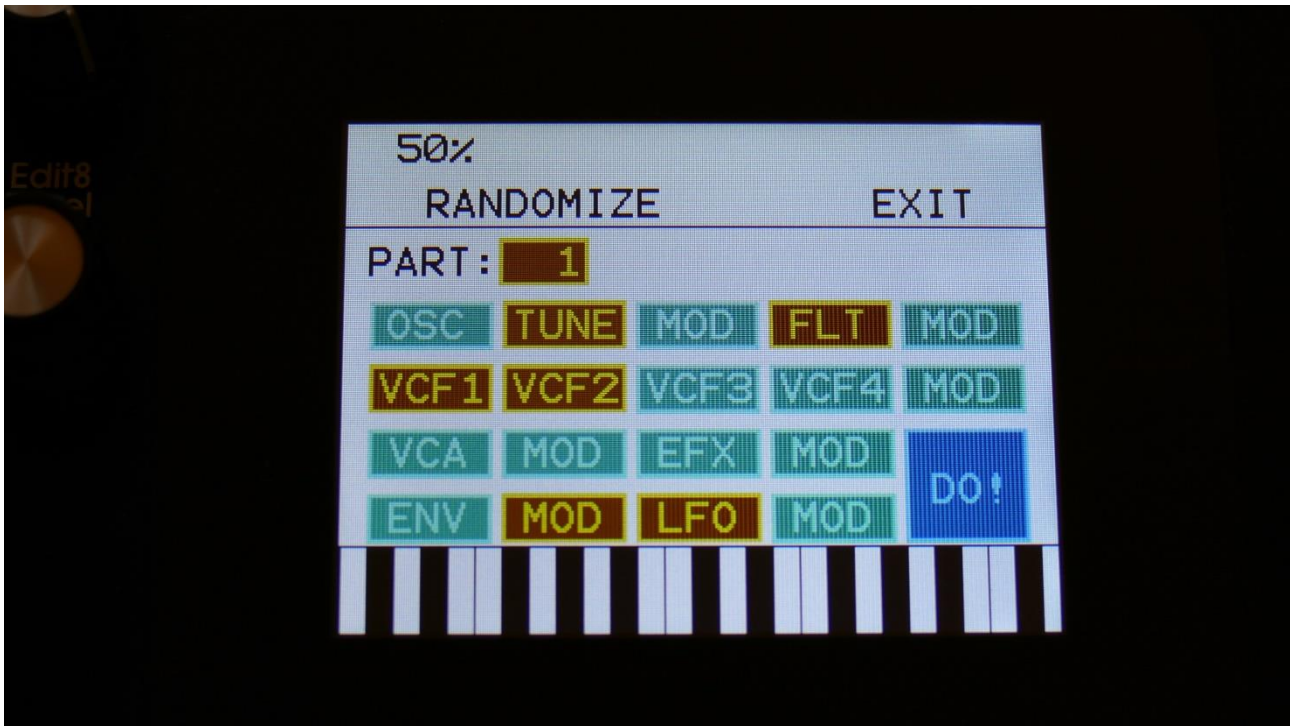 50%
RANDOMIZE EXIT
Edit8
PART: 1
OSC TUNE MOD FLT MOD
VCF1 VCF2 VCF3 VCF4 MOD
VCA MOD EFX MOD
DO!
ENV MOD LFO MOD